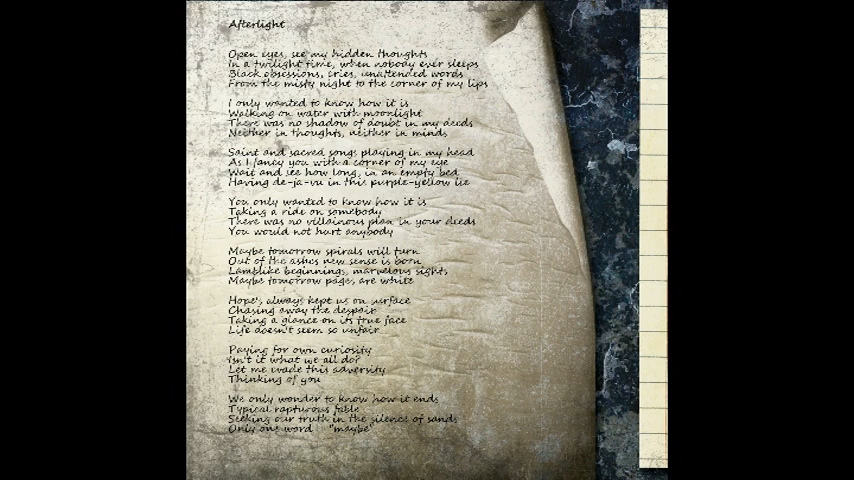 Afterlight
Open eyes, see my hidden thoughts
In a twilight time, when nobody ever sleeps
Black obsessions, cries, unattended words
From the misty night to the corner of my lips
I only wanted to know how it is
Walking on water with moonlight
There was no shadow of doubt in my deeds
Neither in thoughts, neither in minds
Saint and sacred songs playing in my head
As I fancy you with a corner of my eye
Wait and see how long, in an empty bed
Having de-ja-vu in this purple-yellow lie
You only wanted to know how it is
Taking a ride on somebody
There was no villainous plan in your deeds
You would not hurt anybody
Maybe tomorrow spirals will turn
Out of the ashes new sense is born
Lamblike beginnings, marvelous sights,
Maybe tomorrow pages are white
Hope's always kept us on surface
Chasing away the despair
Taking a glance on its true face
Life doesn't seem so unfair
Paying for own curiosity
Isn't it what we all do?
Let me evade this adversity
Thinking of you
We only wonder to know how it ends
Typical rapturous fable
Seeking our truth in the silence of sands
Only one word "maybe"